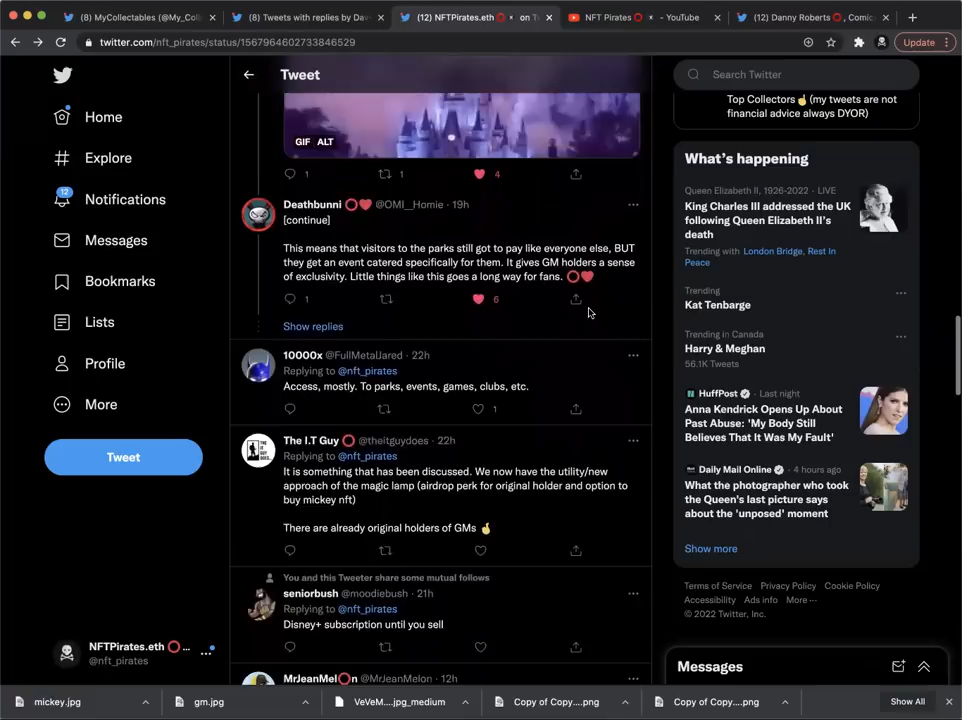 (8) MyCollectables (@My_Col
(8) Tweets with replies by Dav
(12) NFTPirates.eth
on T
NFT Pirates
- YouTube
(12) Danny Roberts
, Comic
twitter.com/nft_pirates/status/1567964602733846529
Update
Home
Explore
12
Notifications
Messages
Bookmarks
Lists
Profile
More
Tweet
NFTPirates.eth ...
@nft_pirates
Tweet
GIF ALT
1 1 4
Deathbunni @OMI_Homie · 19h
[continue]
This means that visitors to the parks still got to pay like everyone else, BUT
they get an event catered specifically for them. It gives GM holders a sense
of exclusivity. Little things like this goes a long way for fans.
1 6
Show replies
10000x @FullMetalJared · 22h
Replying to @nft_pirates
Access, mostly. To parks, events, games, clubs, etc.
1
The I.T Guy @theitguydoes · 22h
Replying to @nft_pirates
It is something that has been discussed. We now have the utility/new
approach of the magic lamp (airdrop perk for original holder and option to
buy mickey nft)
There are already original holders of GMs
You and this Tweeter share some mutual follows
seniorbush @moodiebush · 21h
Replying to @nft_pirates
Disney+ subscription until you sell
MrJeanMel n @MrJeanMelon · 12h
Search Twitter
Top Collectors (my tweets are not
financial advice always DYOR)
What's happening
Queen Elizabeth II, 1926-2022 · LIVE
King Charles III addressed the UK
following Queen Elizabeth II's
death
Trending with London Bridge, Rest In
Peace
Trending
Kat Tenbarge
Trending in Canada
Harry & Meghan
56.1K Tweets
HuffPost · Last night
Anna Kendrick Opens Up About
Past Abuse: 'My Body Still
Believes That It Was My Fault'
Daily Mail Online · 4 hours ago
What the photographer who took
the Queen's last picture says
about the 'unposed' moment
Show more
Terms of Service Privacy Policy Cookie Policy
Accessibility Ads info More ···
© 2022 Twitter, Inc.
Messages
mickey.jpg
gm.jpg
VeVeM....jpg_medium
Copy of Copy....png
Copy of Copy....png
Show All